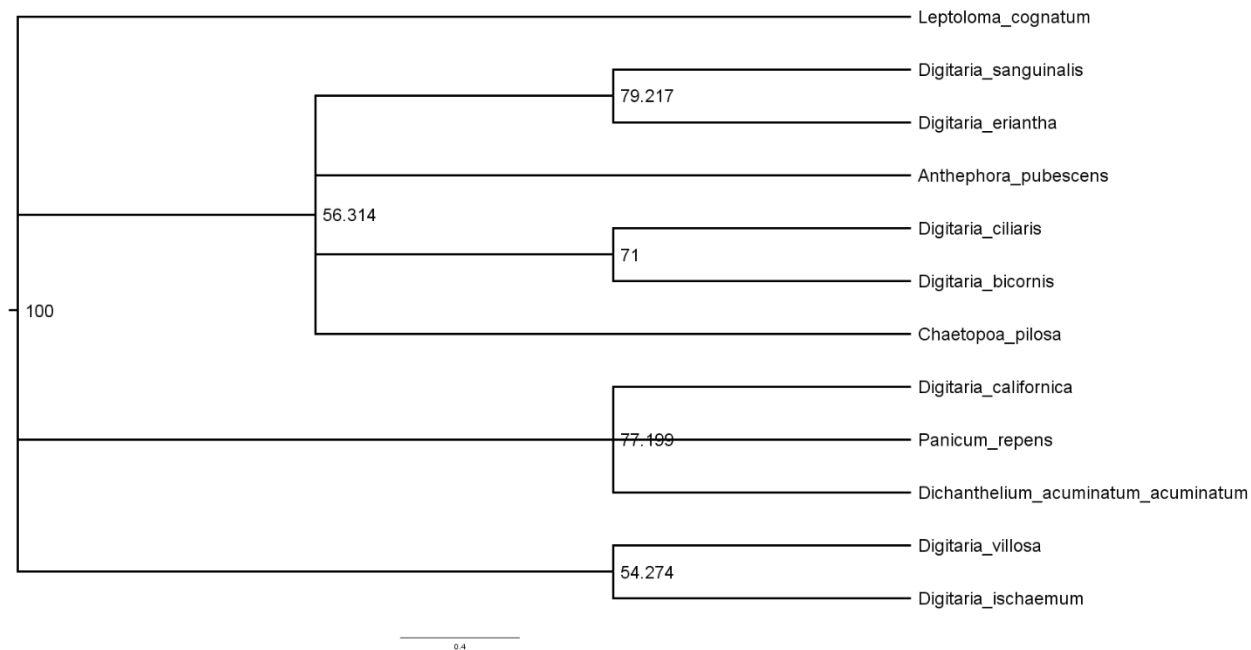 Leptoloma_cognatum
Digitaria_sanguinalis
79.217
Digitaria_eriantha
Anthephora_pubescens
56.314
Digitaria_ciliaris
71
Digitaria_bicornis
100
Chaetopoa_pilosa
Digitaria_californica
77.199
Panicum_repens
Dichanthelium_acuminatum_acuminatum
Digitaria_villosa
54.274
Digitaria_ischaemum
0.4